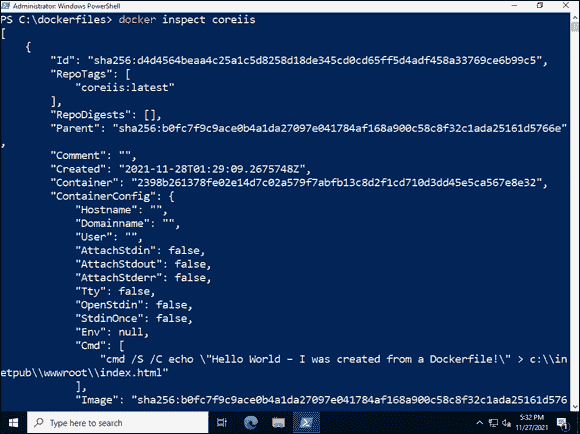 Administrator: Windows PowerShell
PS C:\dockerfiles> docker inspect coreiis
[
{
"Id": "sha256:d4d4564beaa4c25a1c5d8258d18de345cd0cd65ff5d4adf458a33769ce6b99c5",
"RepoTags": [
"coreiis:latest"
],
"RepoDigests": [],
"Parent": "sha256:b0fc7f9c9ace0b4a1da27097e041784af168a900c58c8f32c1ada25161d5766e"
,
"Comment": "",
"Created": "2021-11-28T01:29:09.2675748Z",
"Container": "2398b261378fe02e14d7c02a579f7abfb13c8d2f1cd710d3dd45e5ca567e8e32",
"ContainerConfig": {
"Hostname": "",
"Domainname": "",
"User": "",
"AttachStdin": false,
"AttachStdout": false,
"AttachStderr": false,
"Tty": false,
"OpenStdin": false,
"StdinOnce": false,
"Env": null,
"Cmd": [
"cmd /S /C echo \"Hello World – I was created from a Dockerfile!\" > c:\\in
etpub\\wwwroot\\index.html"
],
"Image": "sha256:b0fc7f9c9ace0b4a1da27097e041784af168a900c58c8f32c1ada25161d576
Type here to search
5:32 PM
11/27/2021
1